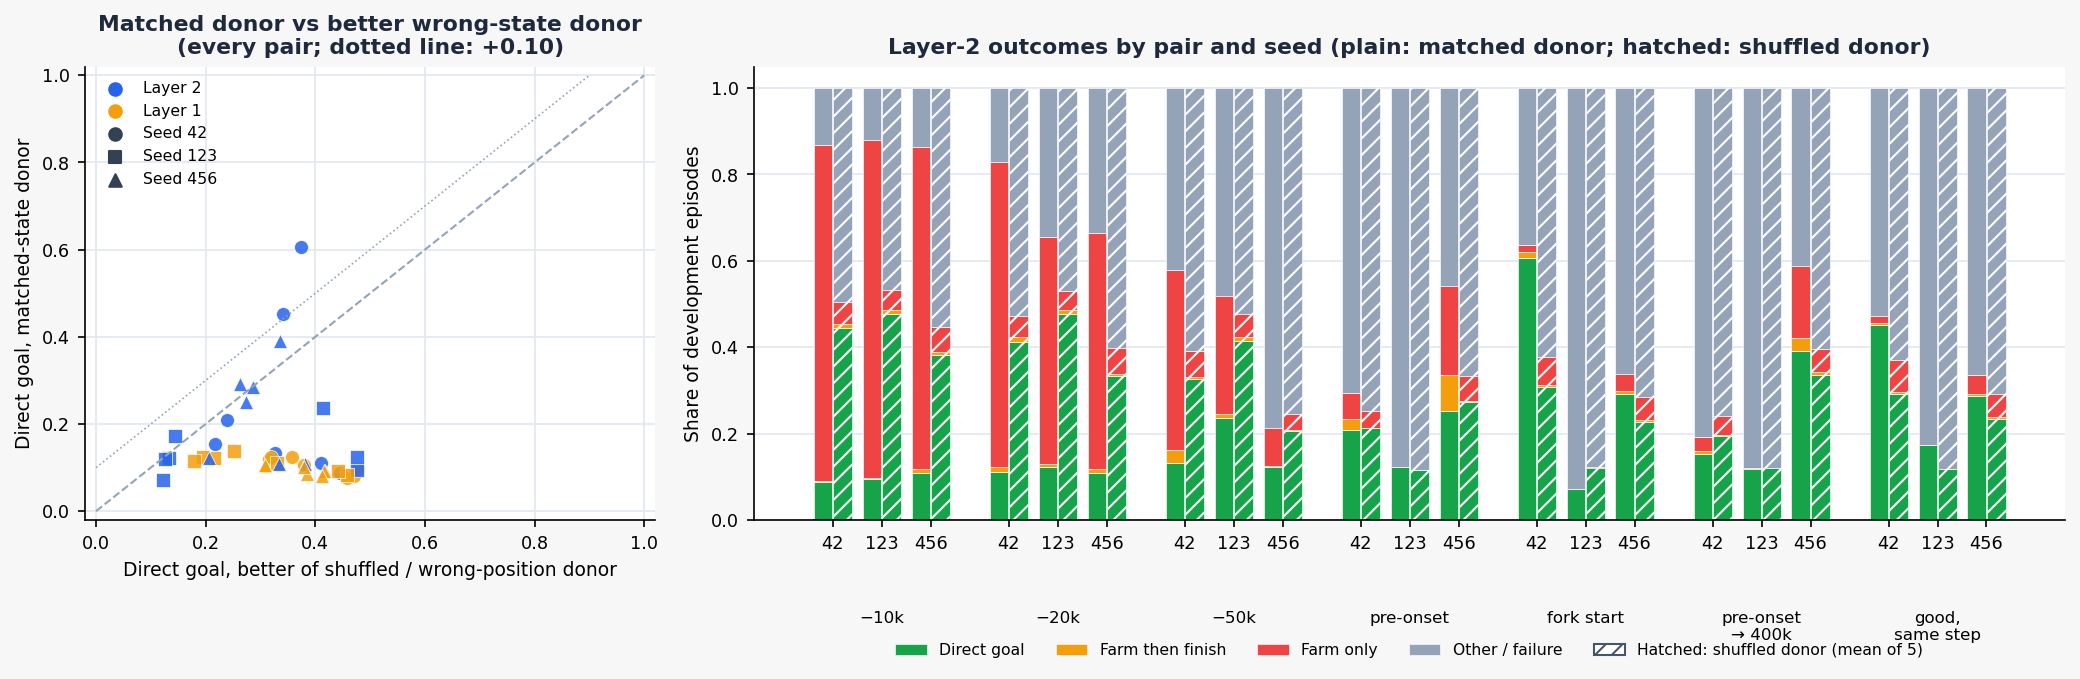 Matched donor vs better wrong-state donor
(every pair; dotted line: +0.10)
Layer 2
Layer 1
Seed 42
Seed 123
Seed 456
Direct goal, matched-state donor
1.0
0.8
0.6
0.4
0.2
0.0
0.0 0.2 0.4 0.6 0.8 1.0
Direct goal, better of shuffled / wrong-position donor
Layer-2 outcomes by pair and seed (plain: matched donor; hatched: shuffled donor)
Share of development episodes
1.0
0.8
0.6
0.4
0.2
0.0
42 123 456 42 123 456 42 123 456 42 123 456 42 123 456 42 123 456 42 123 456
−10k −20k −50k pre-onset fork start pre-onset good,
→ 400k same step
Direct goal Farm then finish Farm only Other / failure Hatched: shuffled donor (mean of 5)